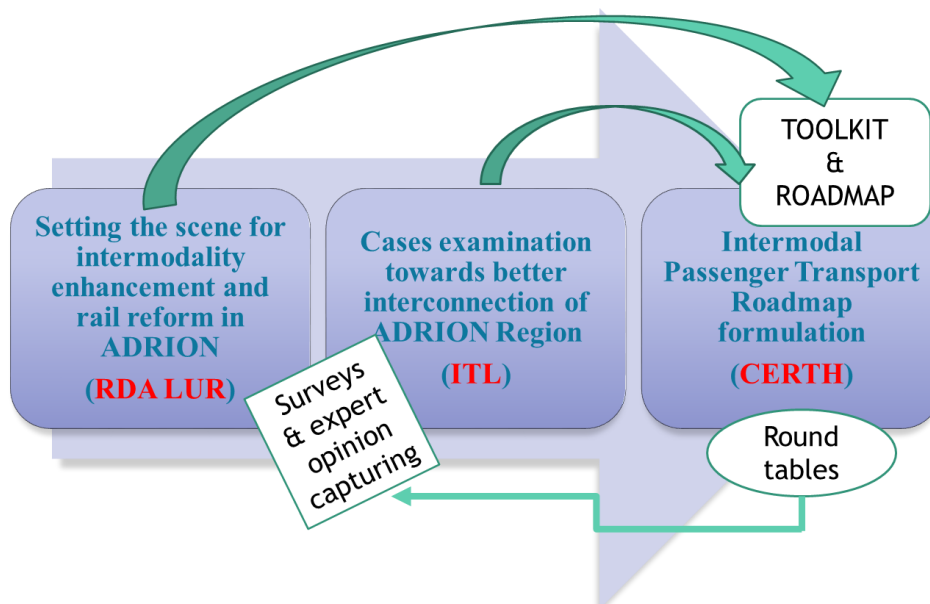 Setting the scene for
intermodality
enhancement and
rail reform in
ADRION
(RDA LUR)
Cases examination
towards better
interconnection of
ADRION Region
(ITL)
TOOLKIT
&
ROADMAP
Intermodal
Passenger Transport
Roadmap
formulation
(CERTH)
Surveys
& expert
opinion
capturing
Round
tables